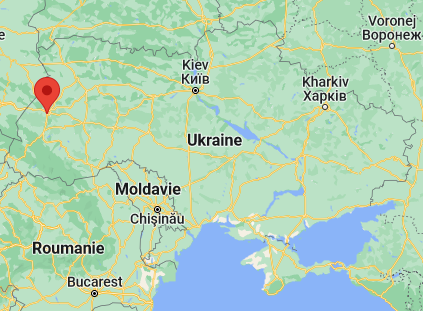 Voronej
Воронеж
Kiev
Київ
Kharkiv
Харків
Ukraine
Moldavie
Chișinău
Roumanie
Bucarest